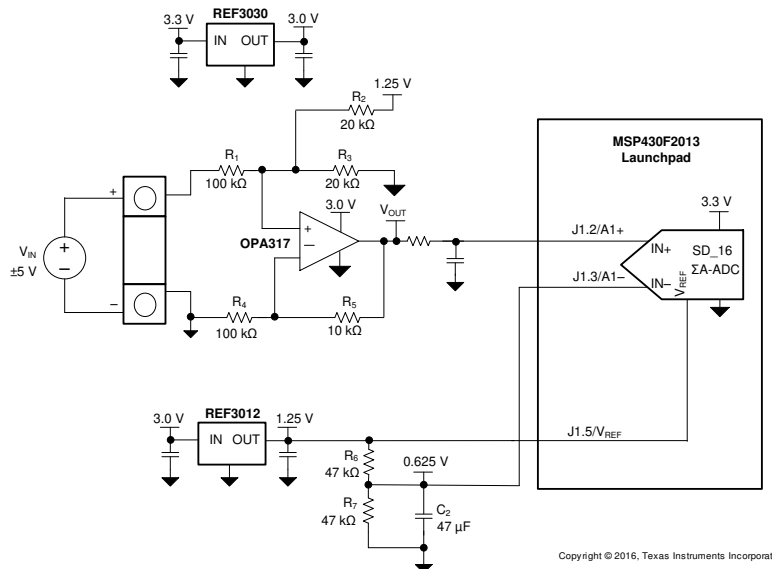 REF3030
3.3 V
3.0 V
IN OUT
1.25 V
R2
20 kΩ
R1
100 kΩ
R3
20 kΩ
MSP430F2013
Launchpad
3.0 V
VOUT
3.3 V
+
+
−
OPA317
J1.2/A1+
IN+
SD_16
ΣA-ADC
VIN
±5 V
+
−
J1.3/A1−
IN−
VREF
−
R4
100 kΩ
R5
10 kΩ
REF3012
3.0 V
1.25 V
IN OUT
J1.5/VREF
R6
47 kΩ
0.625 V
R7
47 kΩ
C2
47 µF
Copyright © 2016, Texas Instruments Incorporat